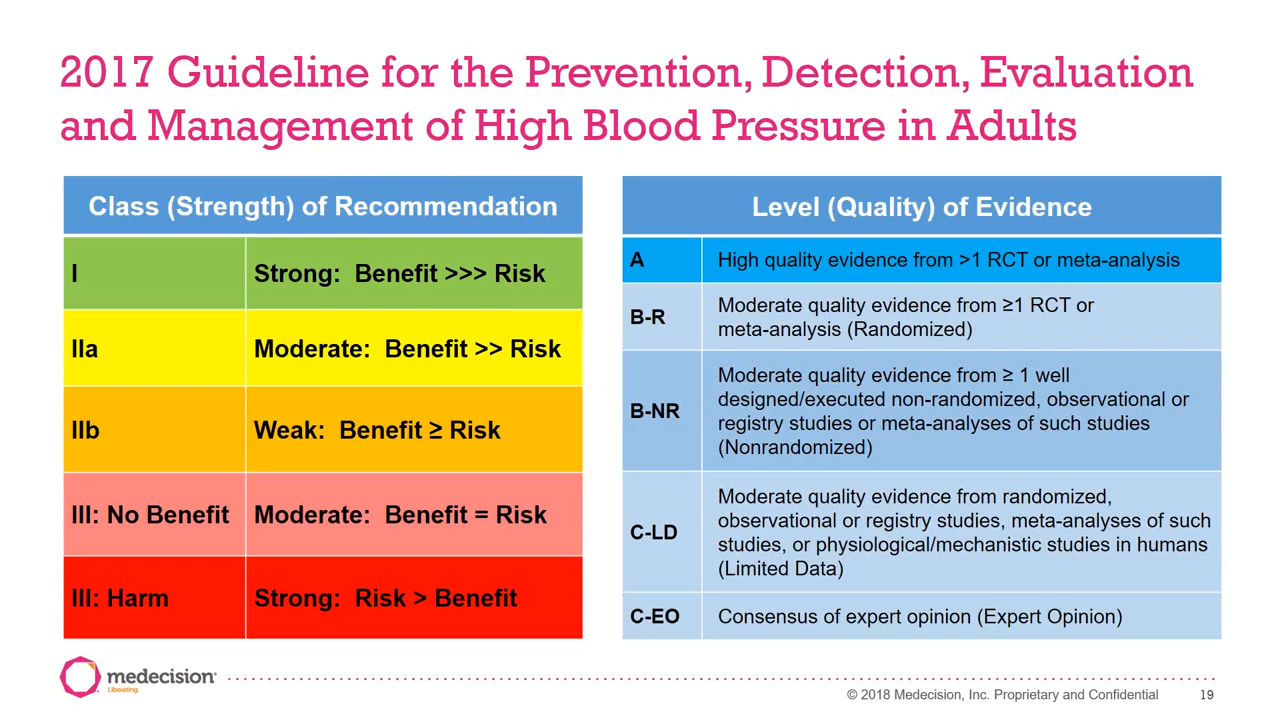 2017 Guideline for the Prevention, Detection, Evaluation
and Management of High Blood Pressure in Adults
Class (Strength) of Recommendation
I
Strong:  Benefit >>> Risk
IIa
Moderate:  Benefit >> Risk
IIb
Weak:  Benefit ≥ Risk
III: No Benefit
Moderate:  Benefit = Risk
III: Harm
Strong:  Risk > Benefit
Level (Quality) of Evidence
A
High quality evidence from >1 RCT or meta-analysis
B-R
Moderate quality evidence from ≥1 RCT or
meta-analysis (Randomized)
B-NR
Moderate quality evidence from ≥ 1 well
designed/executed non-randomized, observational or
registry studies or meta-analyses of such studies
(Nonrandomized)
C-LD
Moderate quality evidence from randomized,
observational or registry studies, meta-analyses of such
studies, or physiological/mechanistic studies in humans
(Limited Data)
C-EO
Consensus of expert opinion (Expert Opinion)
medecision
Liberating.
© 2018 Medecision, Inc. Proprietary and Confidential
19